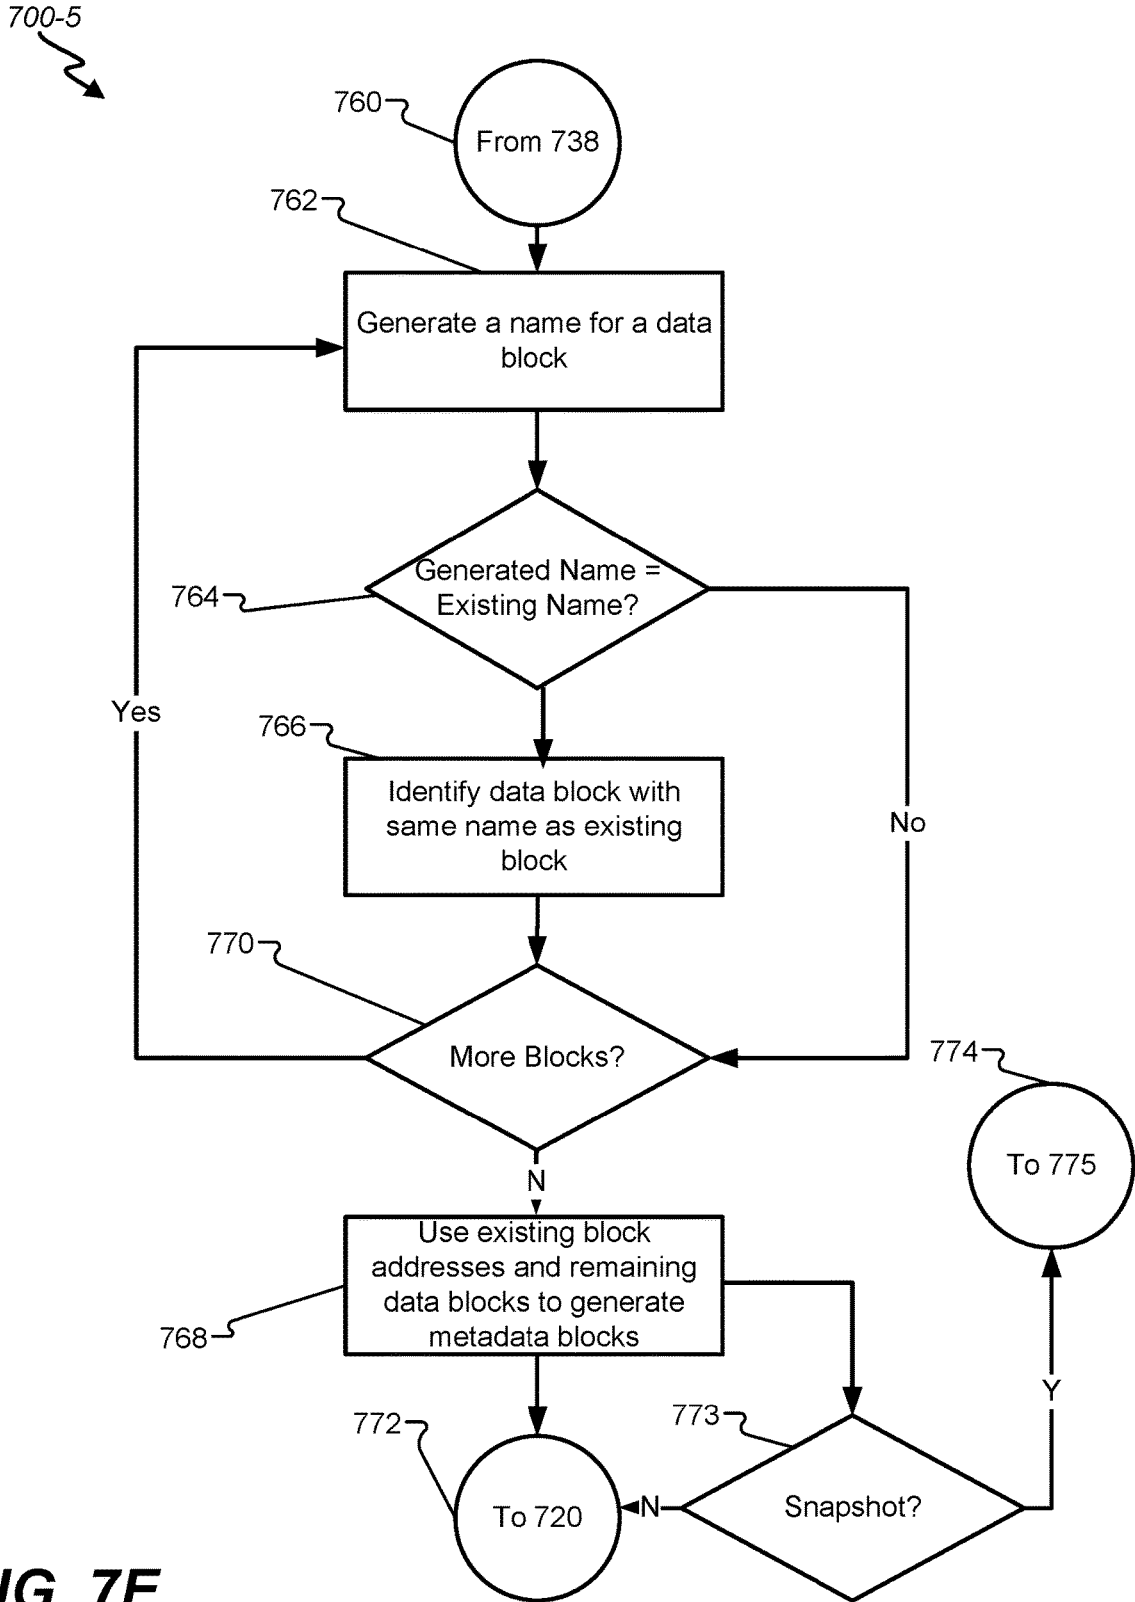 700-5
760
From 738
762
Generate a name for a data
block
764
Generated Name =
Existing Name?
Yes
766
Identify data block with
same name as existing
block
No
770
More Blocks?
774
To 775
N
Use existing block
addresses and remaining
data blocks to generate
metadata blocks
768
Y
772
773
To 720
N
Snapshot?